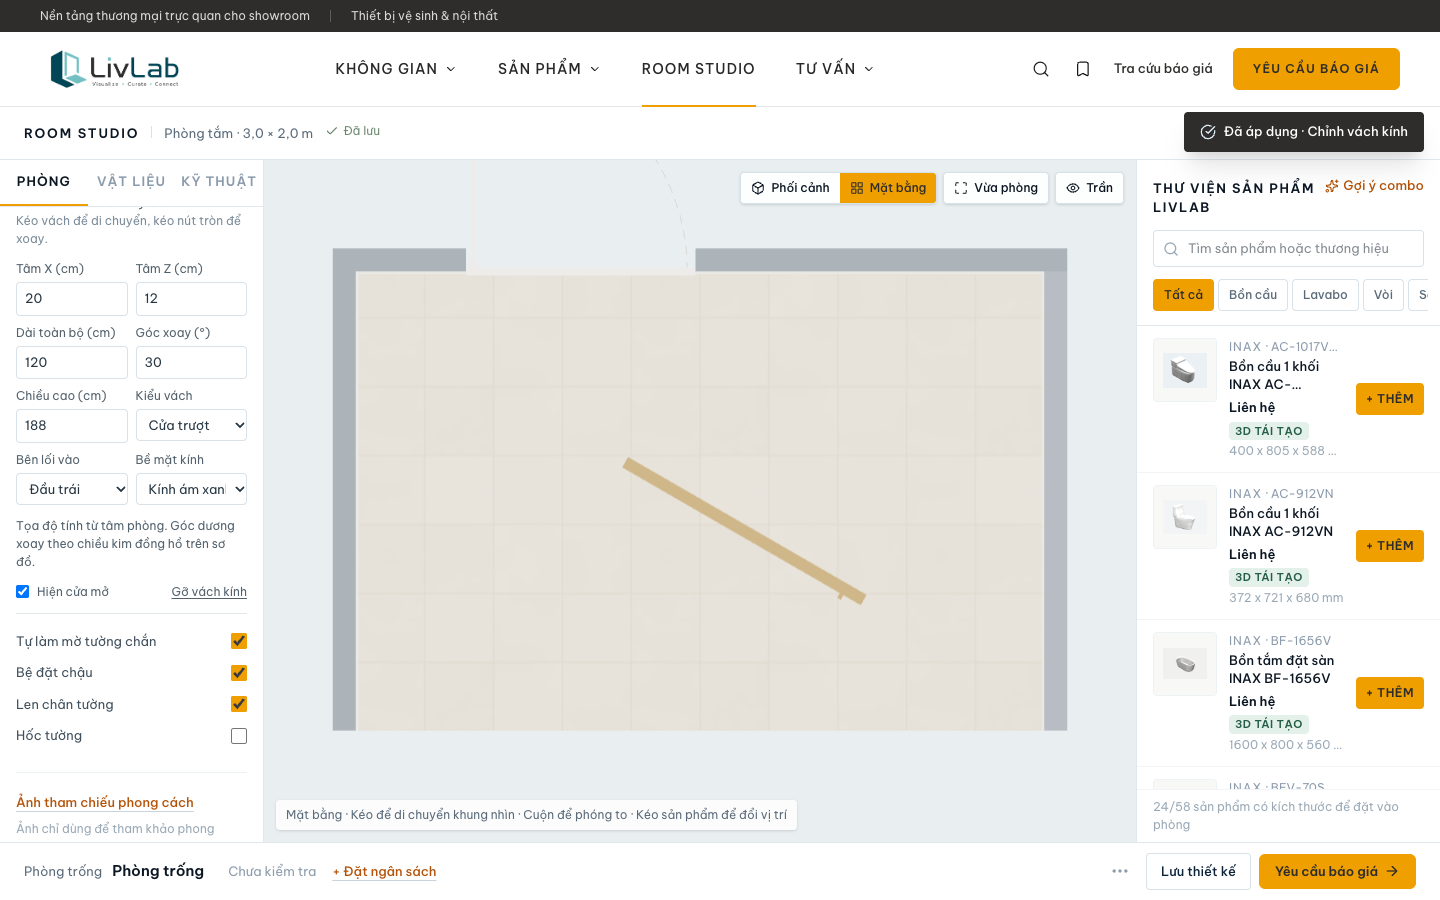 Nền tảng thương mại trực quan cho showroom
Thiết bị vệ sinh & nội thất
LivLab
Visualize • Curate • Connect
KHÔNG GIAN
SẢN PHẨM
ROOM STUDIO
TƯ VẤN
Tra cứu báo giá
YÊU CẦU BÁO GIÁ
ROOM STUDIO
Phòng tắm · 3,0 × 2,0 m
Đã lưu
Đã áp dụng · Chỉnh vách kính
PHÒNG
VẬT LIỆU
KỸ THUẬT
Kéo vách để di chuyển, kéo nút tròn để
xoay.
Tâm X (cm)
Tâm Z (cm)
20
12
Dài toàn bộ (cm)
Góc xoay (°)
120
30
Chiều cao (cm)
Kiểu vách
188
Cửa trượt
Bên lối vào
Bề mặt kính
Đầu trái
Kính ám xanh
Tọa độ tính từ tâm phòng. Góc dương
xoay theo chiều kim đồng hồ trên sơ
đồ.
Hiện cửa mở
Gỡ vách kính
Tự làm mờ tường chắn
Bệ đặt chậu
Len chân tường
Hốc tường
Ảnh tham chiếu phong cách
Ảnh chỉ dùng để tham khảo phong
Phối cảnh
Mặt bằng
Vừa phòng
Trần
Mặt bằng · Kéo để di chuyển khung nhìn · Cuộn để phóng to · Kéo sản phẩm để đổi vị trí
THƯ VIỆN SẢN PHẨM
LIVLAB
Gợi ý combo
Tìm sản phẩm hoặc thương hiệu
Tất cả
Bồn cầu
Lavabo
Vòi
INAX · AC-1017V...
Bồn cầu 1 khối
INAX AC-...
Liên hệ
3D TÁI TẠO
400 x 805 x 588 ...
+ THÊM
INAX · AC-912VN
Bồn cầu 1 khối
INAX AC-912VN
Liên hệ
3D TÁI TẠO
372 x 721 x 680 mm
+ THÊM
INAX · BF-1656V
Bồn tắm đặt sàn
INAX BF-1656V
Liên hệ
3D TÁI TẠO
1600 x 800 x 560 ...
+ THÊM
INAX · BFV-70S
24/58 sản phẩm có kích thước để đặt vào
phòng
Phòng trống
Phòng trống
Chưa kiểm tra
+ Đặt ngân sách
Lưu thiết kế
Yêu cầu báo giá